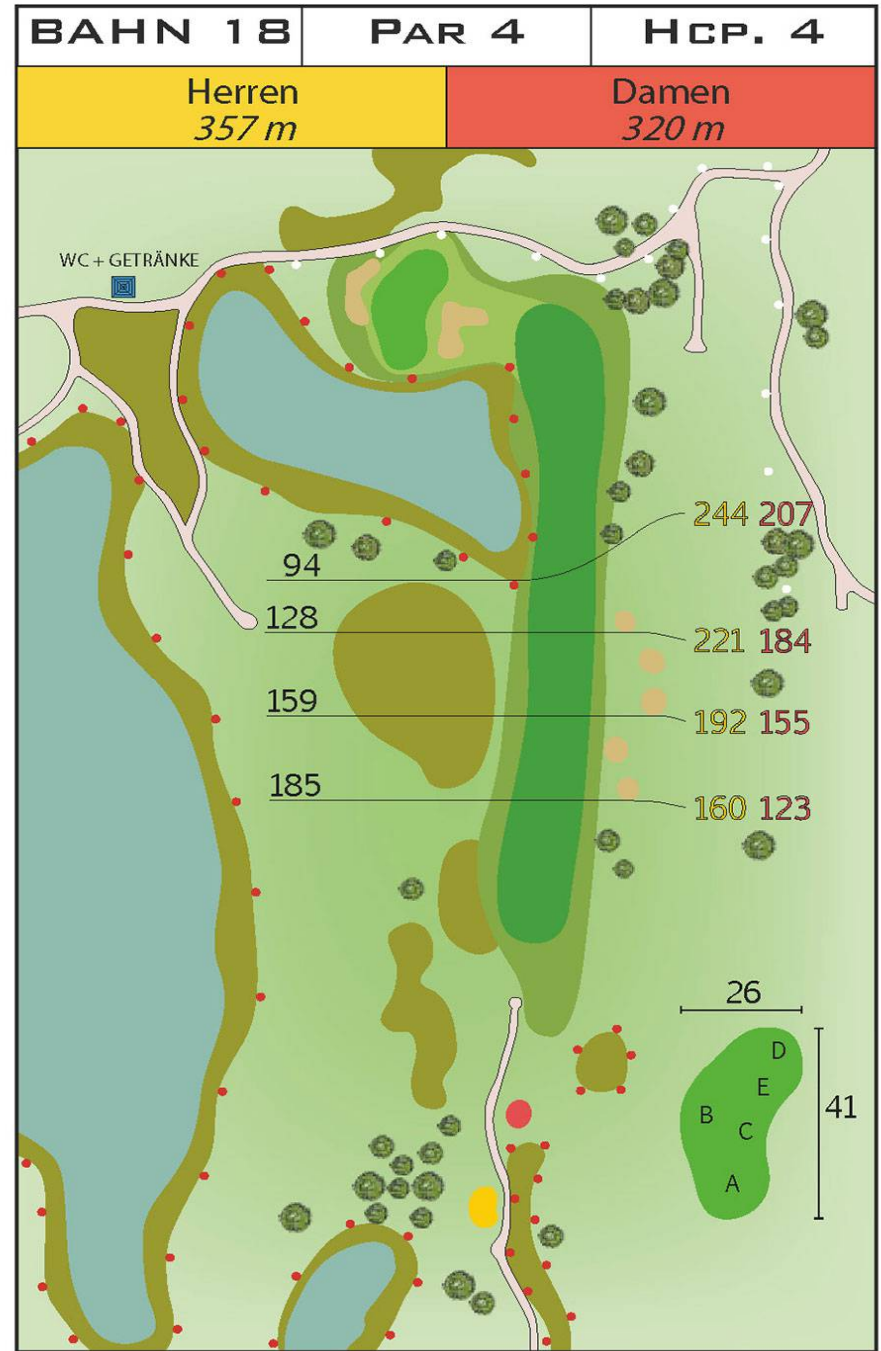 BAHN 18
PAR 4
HCP. 4
Herren
357 m
Damen
320 m
WC + GETRÄNKE
244 207
94
128
221 184
159
192 155
185
160 123
26
D
E
B
C
A
41